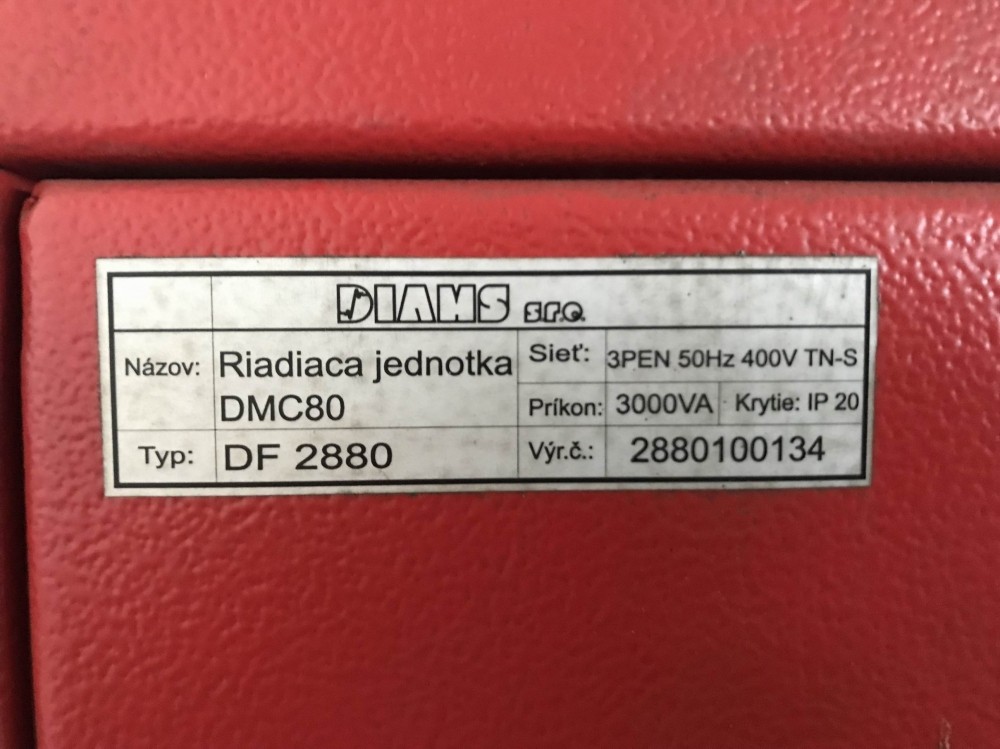 DIAMS s.r.o.
Názov: Riadiaca jednotka
DMC80
Sieť: 3PEN 50Hz 400V TN-S
Príkon: 3000VA Krytie: IP 20
Typ: DF 2880
Výr.č.: 2880100134